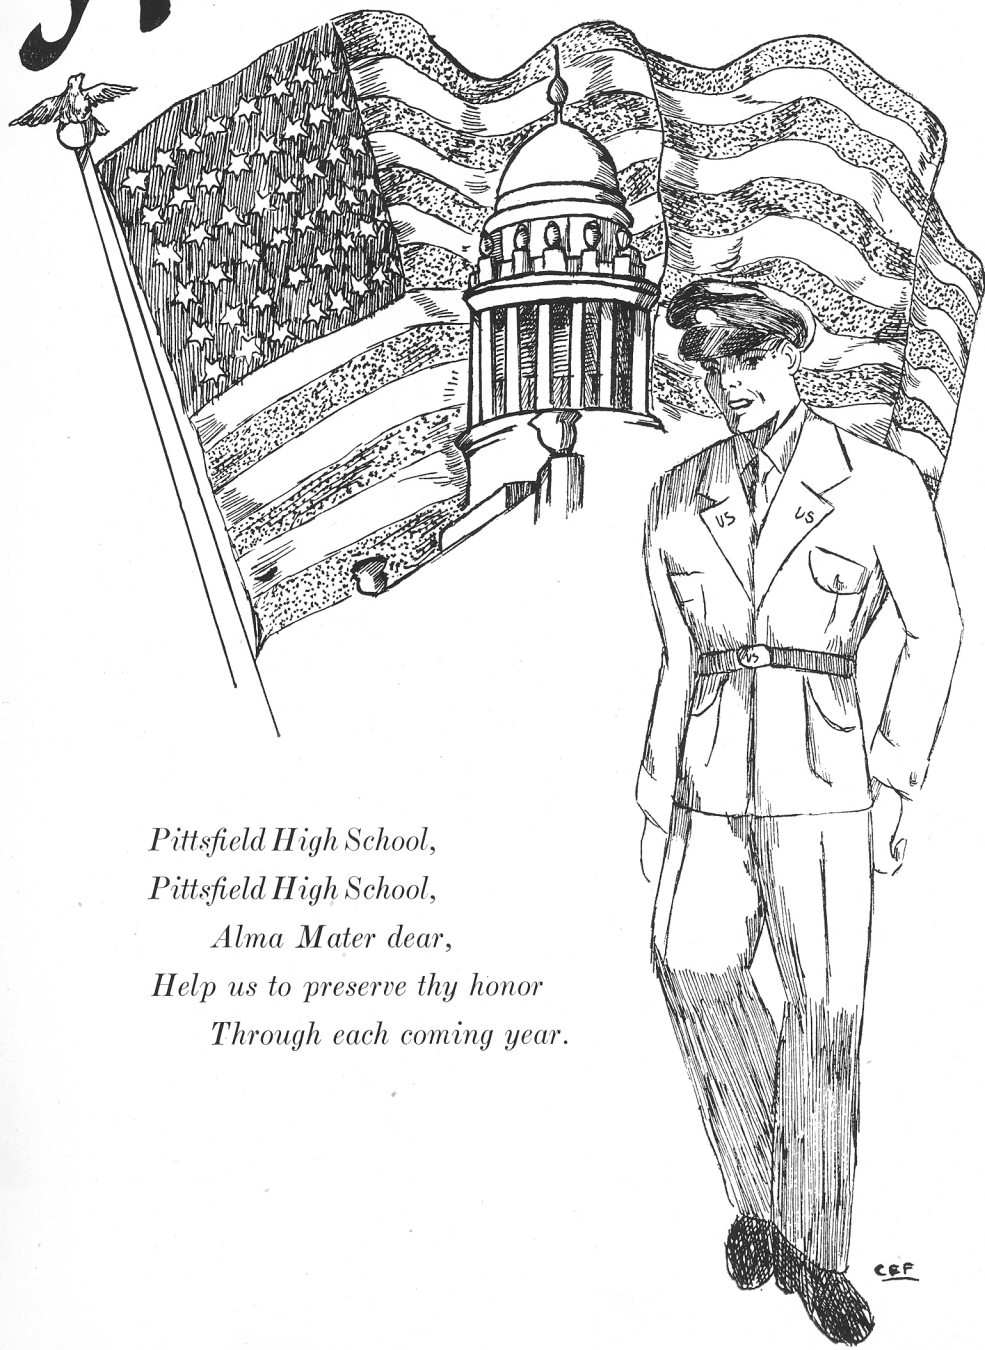 US US
US
Pittsfield High School,
Pittsfield High School,
Alma Mater dear,
Help us to preserve thy honor
Through each coming year.
CEF